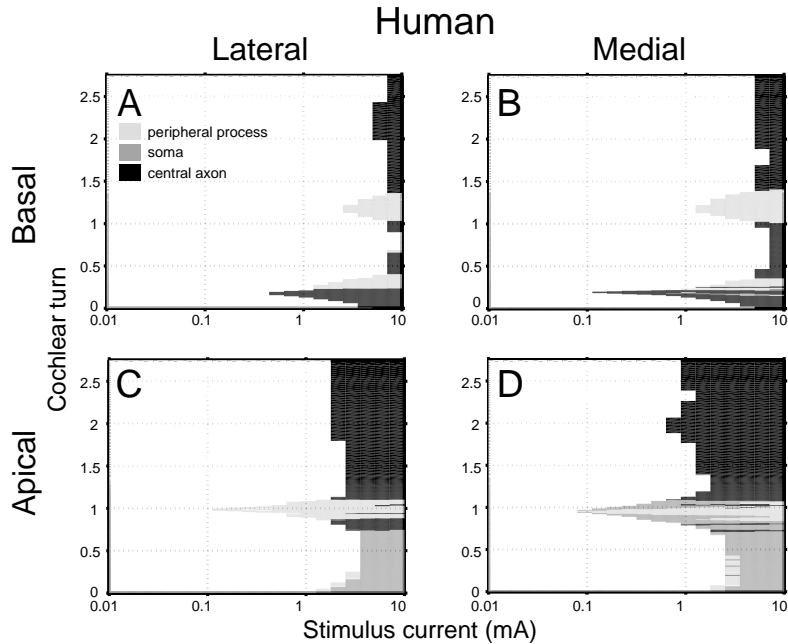 Human
Lateral
Medial
Basal
Apical
Cochlear turn
A
peripheral process
soma
central axon
2.5
2
1.5
1
0.5
0
0.01
0.1
1
10
B
2.5
2
1.5
1
0.5
0
0.01
0.1
1
10
C
2.5
2
1.5
1
0.5
0
0.01
0.1
1
10
D
2.5
2
1.5
1
0.5
0
0.01
0.1
1
10
Stimulus current (mA)